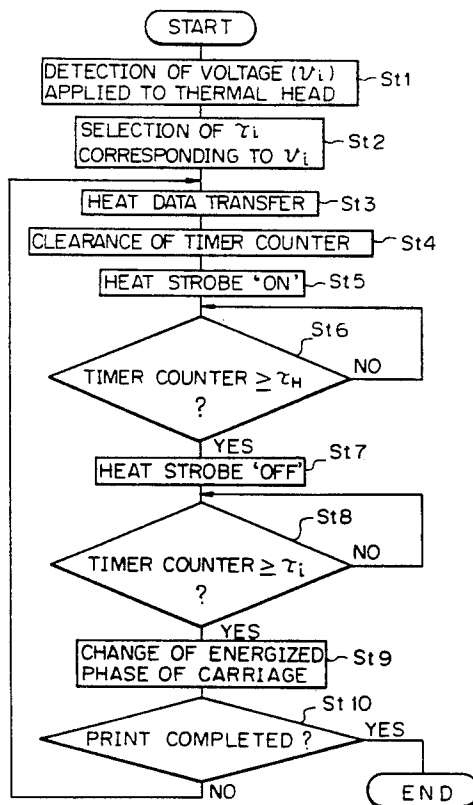 START
DETECTION OF VOLTAGE (νi)
APPLIED TO THERMAL HEAD
St1
SELECTION OF τi
CORRESPONDING TO νi
St2
HEAT DATA TRANSFER
St3
CLEARANCE OF TIMER COUNTER
St4
HEAT STROBE 'ON'
St5
St6
TIMER COUNTER ≥ τH
?
NO
YES
St7
HEAT STROBE 'OFF'
St8
TIMER COUNTER ≥ τi
?
NO
YES
CHANGE OF ENERGIZED
PHASE OF CARRIAGE
St9
St10
PRINT COMPLETED ?
YES
NO
END